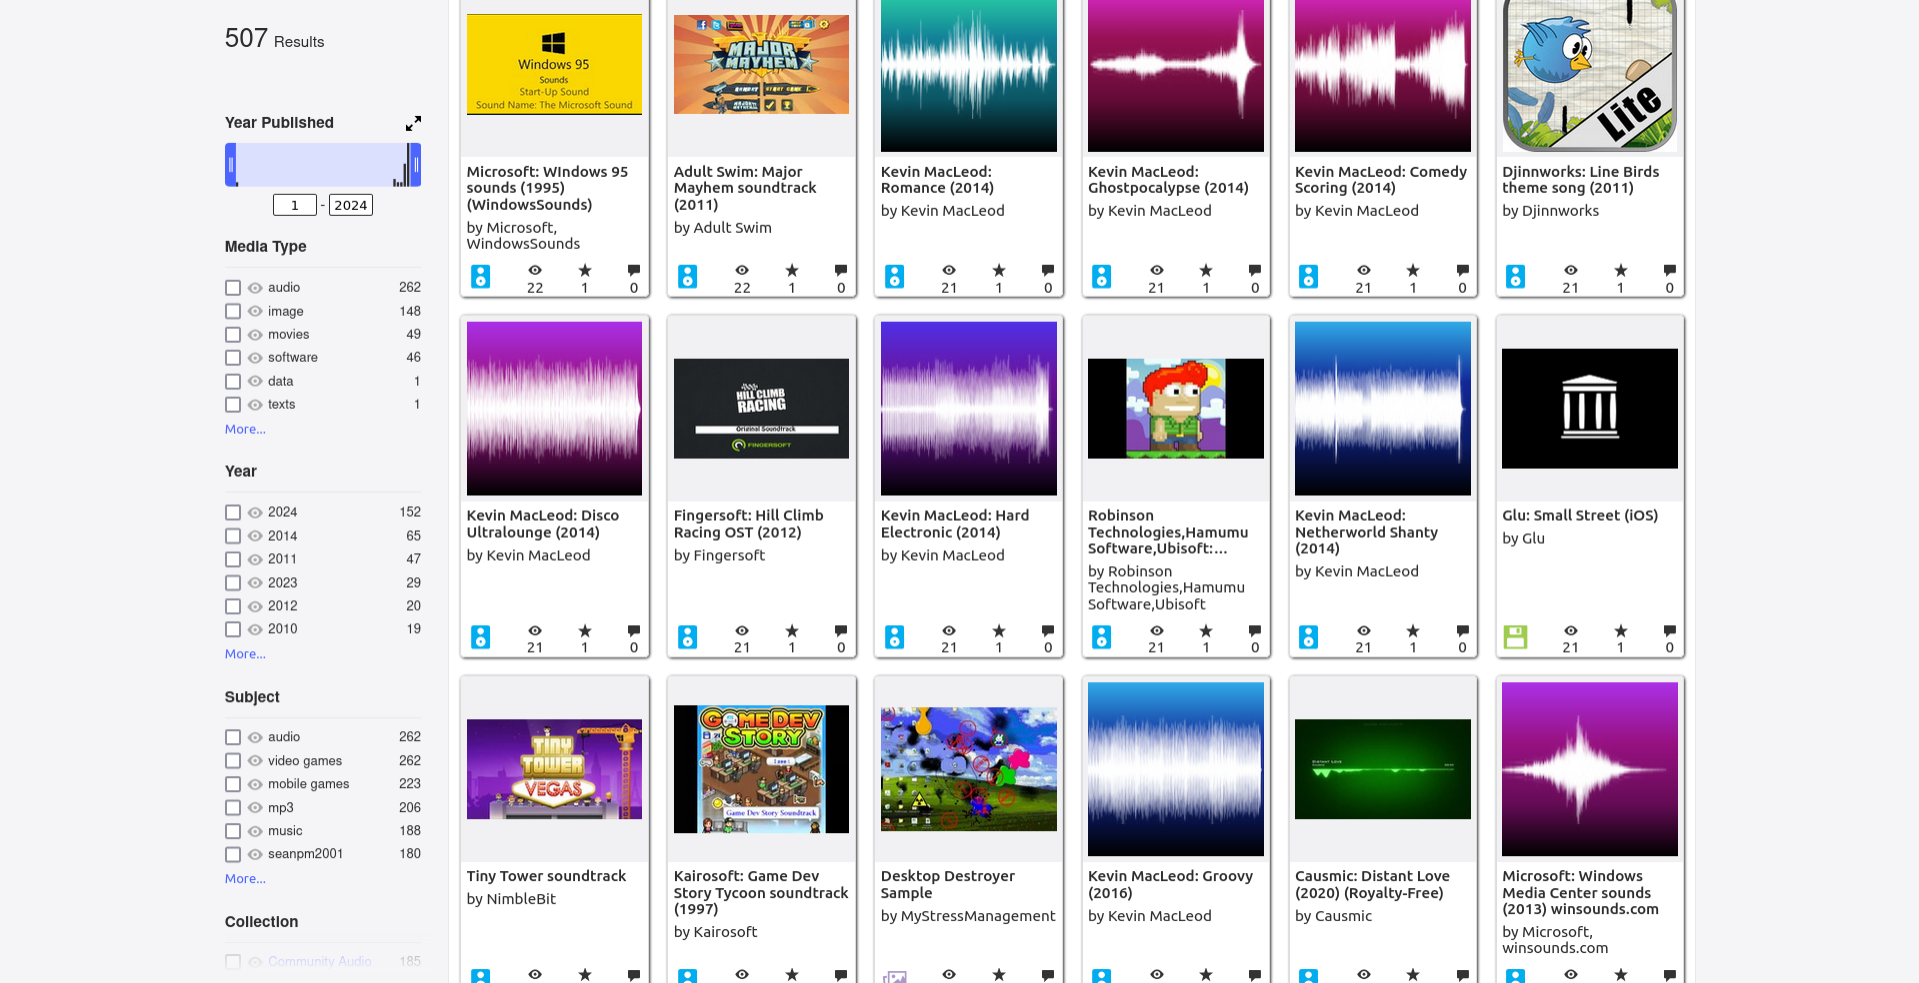 507 Results
Year Published
1 - 2024
Media Type
audio 262
image 148
movies 49
software 46
data 1
texts 1
More...
Year
2024 152
2014 65
2011 47
2023 29
2012 20
2010 19
More...
Subject
audio 262
video games 262
mobile games 223
mp3 206
music 188
seanpm2001 180
More...
Collection
Community Audio 185
Windows 95
Sounds
Start-Up Sound
Sound Name: The Microsoft Sound
Microsoft: WIndows 95
sounds (1995)
(WindowsSounds)
by Microsoft,
WindowsSounds
22 1 0
MAJOR
MAYHEM
START GAME
Adult Swim: Major
Mayhem soundtrack
(2011)
by Adult Swim
22 1 0
Kevin MacLeod:
Romance (2014)
by Kevin MacLeod
21 1 0
Kevin MacLeod:
Ghostpocalypse (2014)
by Kevin MacLeod
21 1 0
Kevin MacLeod: Comedy
Scoring (2014)
by Kevin MacLeod
21 1 0
Lite
Djinnworks: Line Birds
theme song (2011)
by Djinnworks
21 1 0
Kevin MacLeod: Disco
Ultralounge (2014)
by Kevin MacLeod
21 1 0
HILL CLIMB
RACING
Original Soundtrack
FINGERSOFT
Fingersoft: Hill Climb
Racing OST (2012)
by Fingersoft
21 1 0
Kevin MacLeod: Hard
Electronic (2014)
by Kevin MacLeod
21 1 0
Robinson
Technologies,Hamumu
Software,Ubisoft:...
by Robinson
Technologies,Hamumu
Software,Ubisoft
21 1 0
Kevin MacLeod:
Netherworld Shanty
(2014)
by Kevin MacLeod
21 1 0
Glu: Small Street (iOS)
by Glu
21 1 0
TINY
TOWER
VEGAS
Tiny Tower soundtrack
by NimbleBit
GAME DEV
STORY
I see!
Game Dev Story Soundtrack
Kairosoft: Game Dev
Story Tycoon soundtrack
(1997)
by Kairosoft
Desktop Destroyer
Sample
by MyStressManagement
Kevin MacLeod: Groovy
(2016)
by Kevin MacLeod
DISTANT LOVE
Causmic: Distant Love
(2020) (Royalty-Free)
by Causmic
Microsoft: Windows
Media Center sounds
(2013) winsounds.com
by Microsoft,
winsounds.com